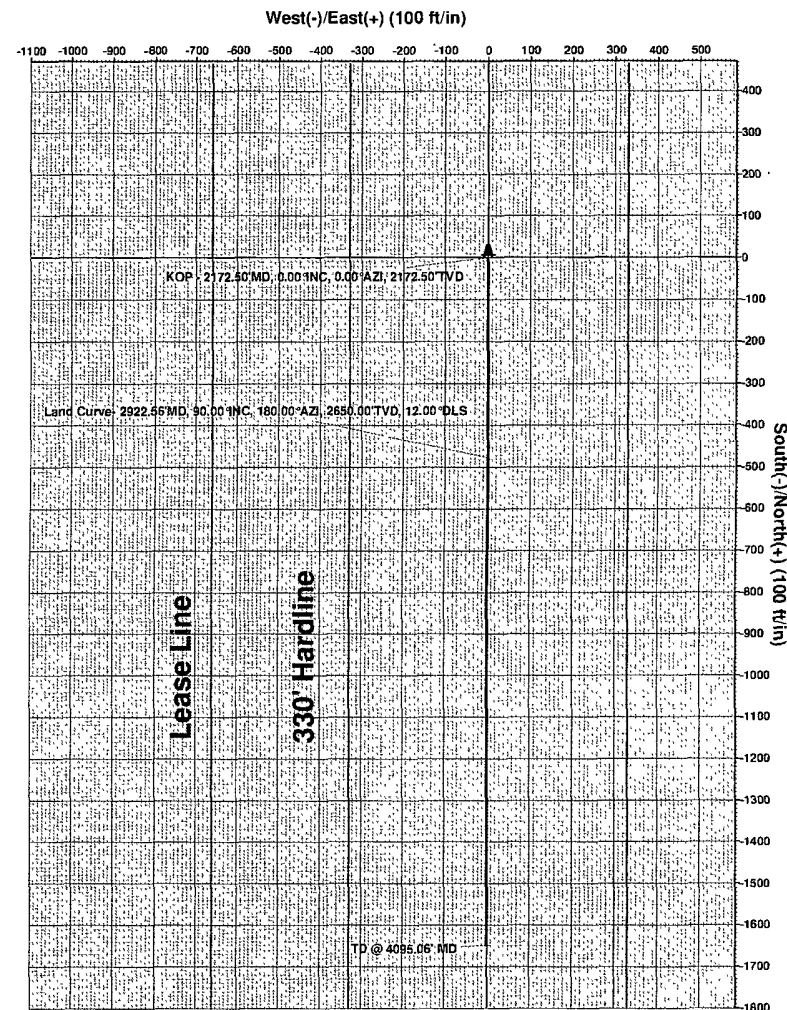 West(-)/East(+) (100 ft/in)
-1100 -1000 -900 -800 -700 -600 -500 -400 -300 -200 -100 0 100 200 300 400 500
400
300
200
100
0
KOP - 2172.50'MD, 0.00°INC, 0.00°AZI, 2172.50'TVD
-100
-200
-300
Land Curve- 2922.56'MD, 90.00°INC, 180.00°AZI, 2650.00'TVD, 12.00°DLS
-400
-500
-600
-700
-800
-900
-1000
-1100
-1200
-1300
-1400
-1500
-1600
TD @ 4095.06' MD
-1700
-1800
Lease Line
330' Hardline
South(-)/North(+) (100 ft/in)